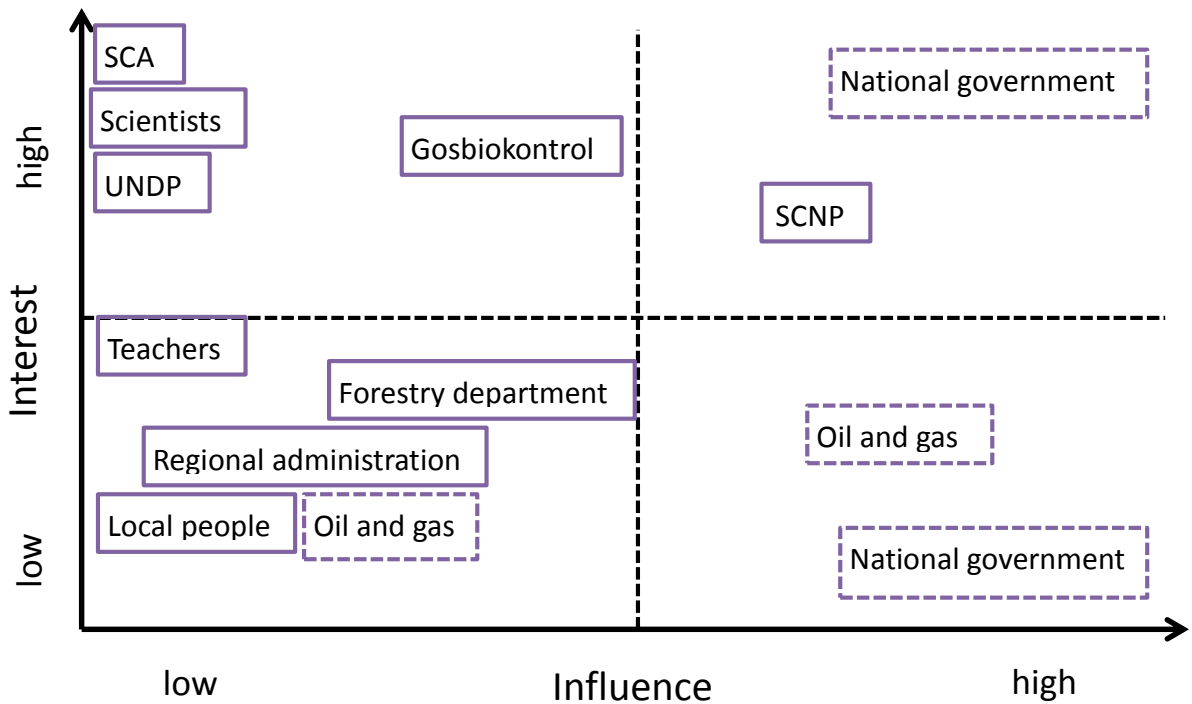 SCA
National government
Scientists
Gosbiokontrol
UNDP
SCNP
high
Interest
low
Teachers
Forestry department
Oil and gas
Regional administration
Local people
Oil and gas
National government
low
Influence
high